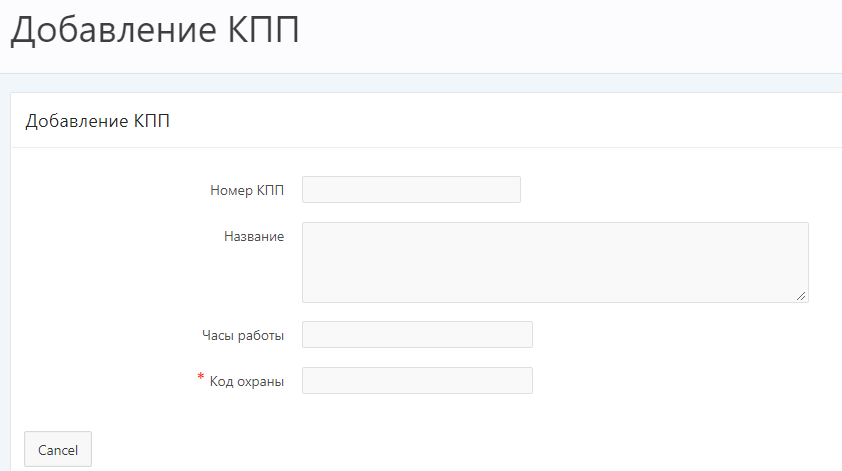 Добавление КПП
Добавление КПП
Номер КПП
Название
Часы работы
* Код охраны
Cancel